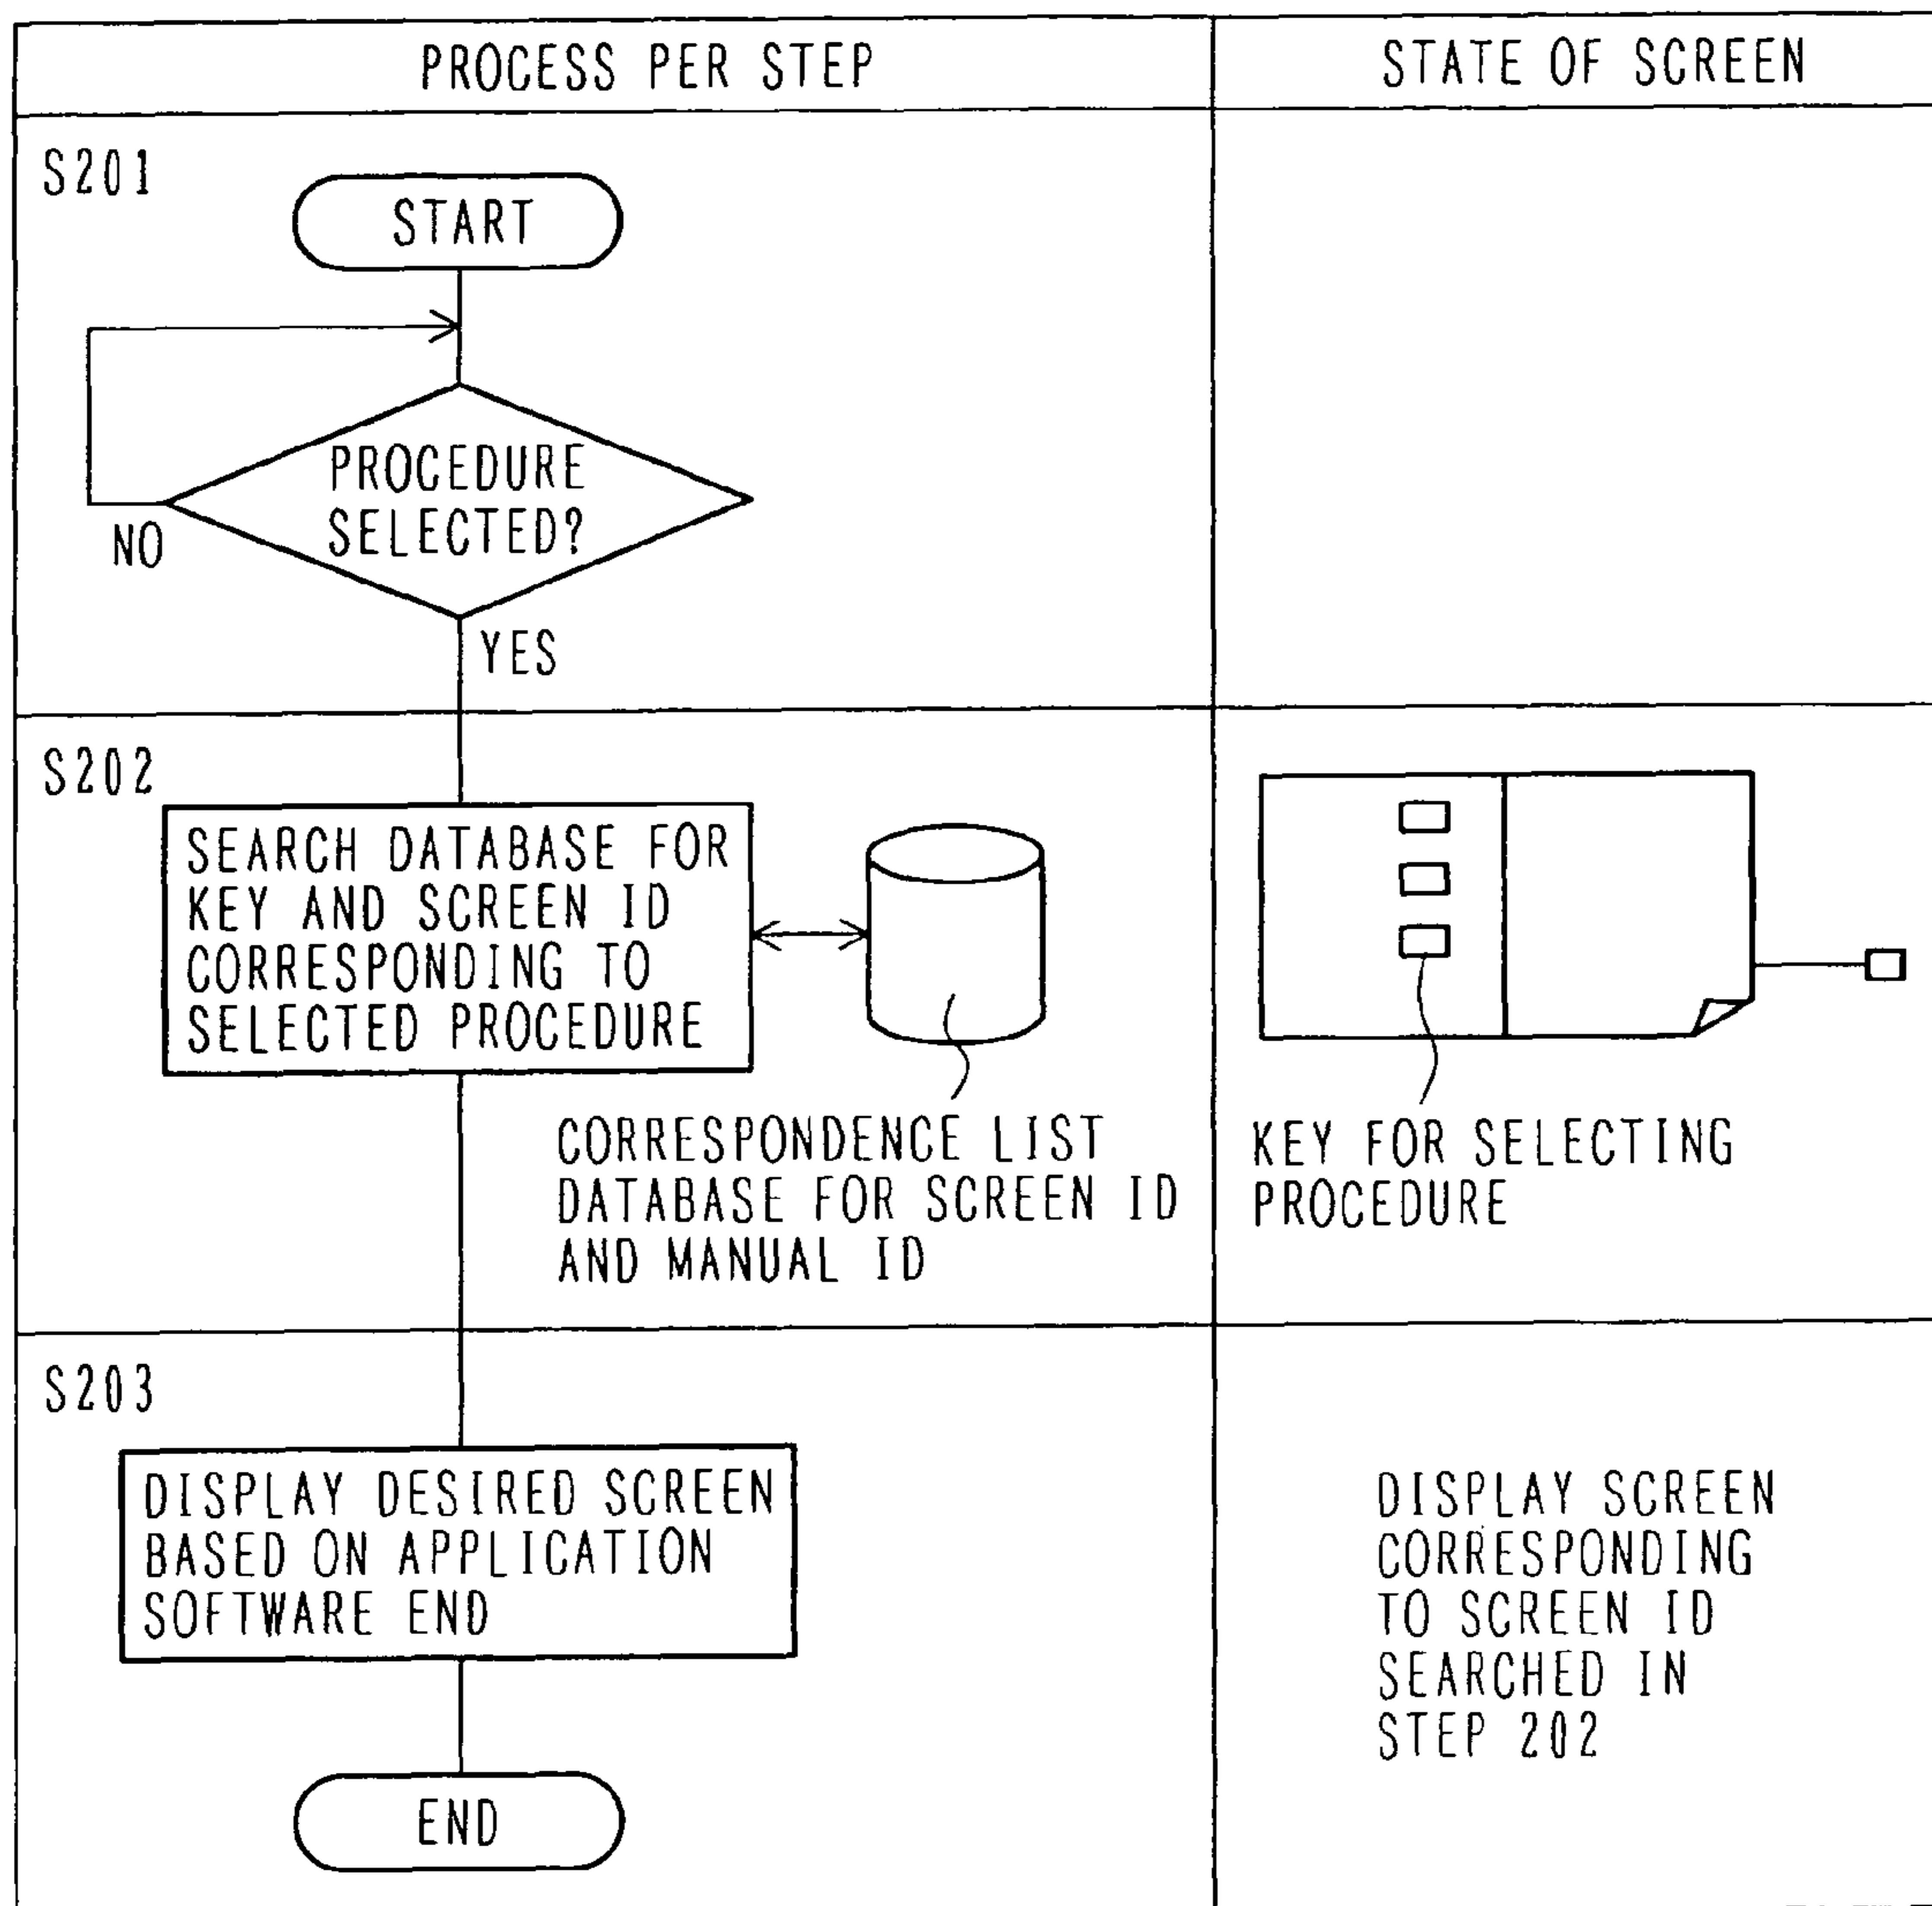 PROCESS PER STEP
STATE OF SCREEN
S201
START
PROCEDURE
SELECTED?
NO
YES
S202
SEARCH DATABASE FOR
KEY AND SCREEN ID
CORRESPONDING TO
SELECTED PROCEDURE
CORRESPONDENCE LIST
DATABASE FOR SCREEN ID
AND MANUAL ID
KEY FOR SELECTING
PROCEDURE
S203
DISPLAY DESIRED SCREEN
BASED ON APPLICATION
SOFTWARE END
DISPLAY SCREEN
CORRESPONDING
TO SCREEN ID
SEARCHED IN
STEP 202
END